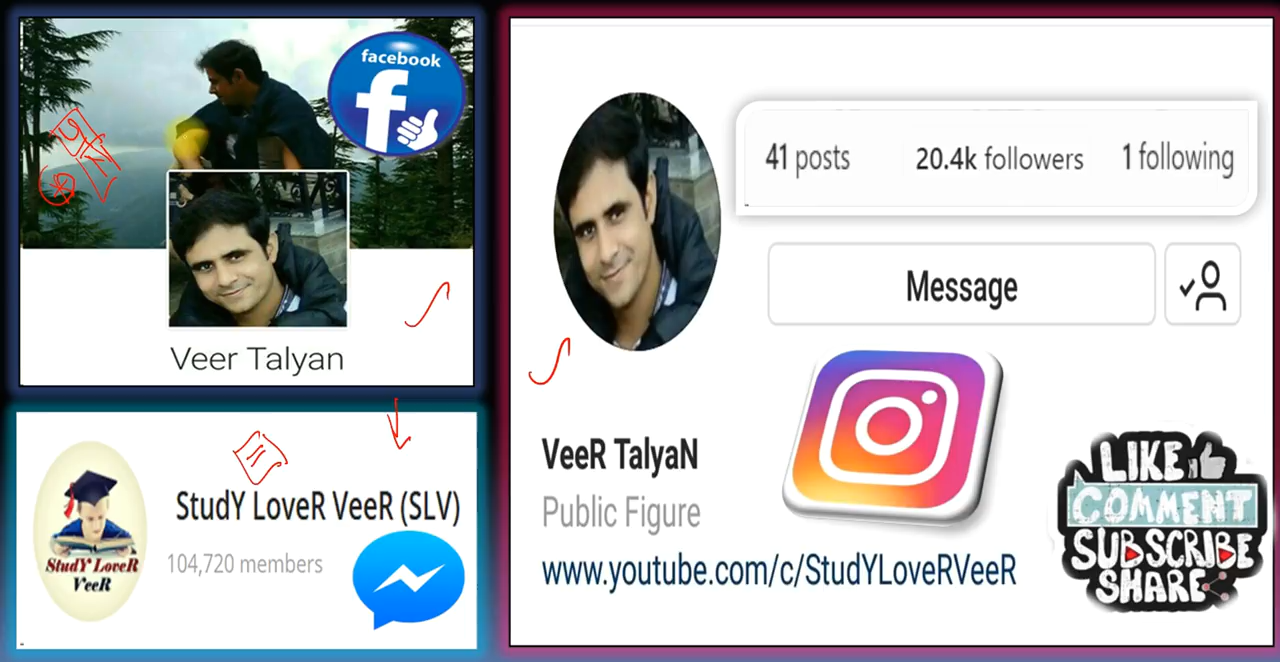 facebook
Veer Talyan
StudY LoveR VeeR (SLV)
104,720 members
StudY LoveR
VeeR
41 posts
20.4k followers
1 following
Message
VeeR TalyaN
Public Figure
www.youtube.com/c/StudYLoveRVeeR
LIKE
COMMENT
SUBSCRIBE
SHARE